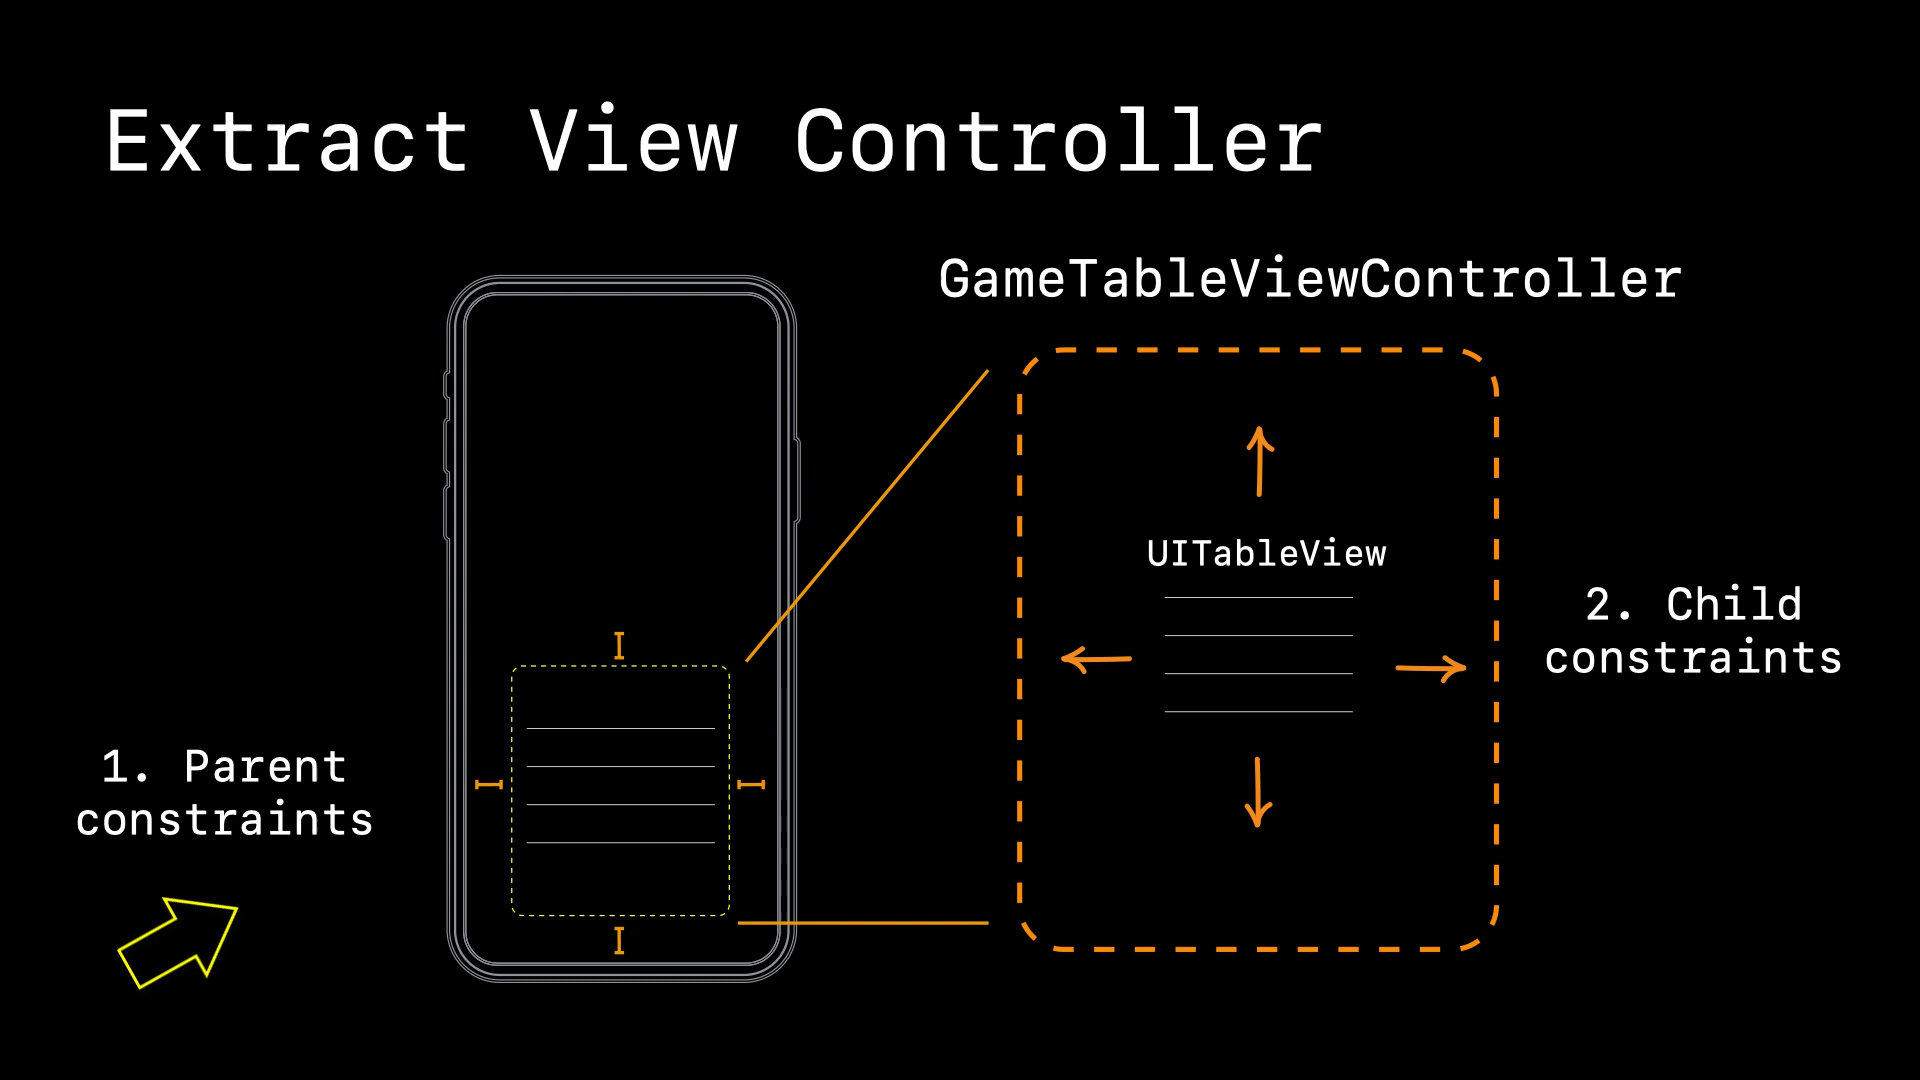 Extract View Controller
GameTableViewController
UITableView
2. Child
constraints
1. Parent
constraints